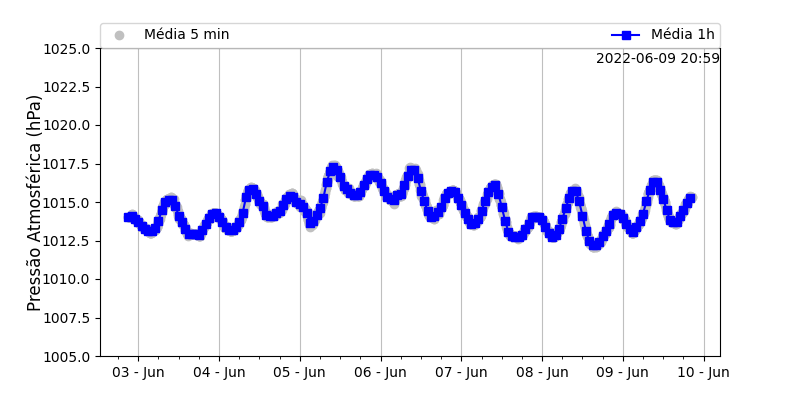 Média 5 min
Média 1h
2022-06-09 20:59
Pressão Atmosférica (hPa)
1025.0
1022.5
1020.0
1017.5
1015.0
1012.5
1010.0
1007.5
1005.0
03 - Jun
04 - Jun
05 - Jun
06 - Jun
07 - Jun
08 - Jun
09 - Jun
10 - Jun